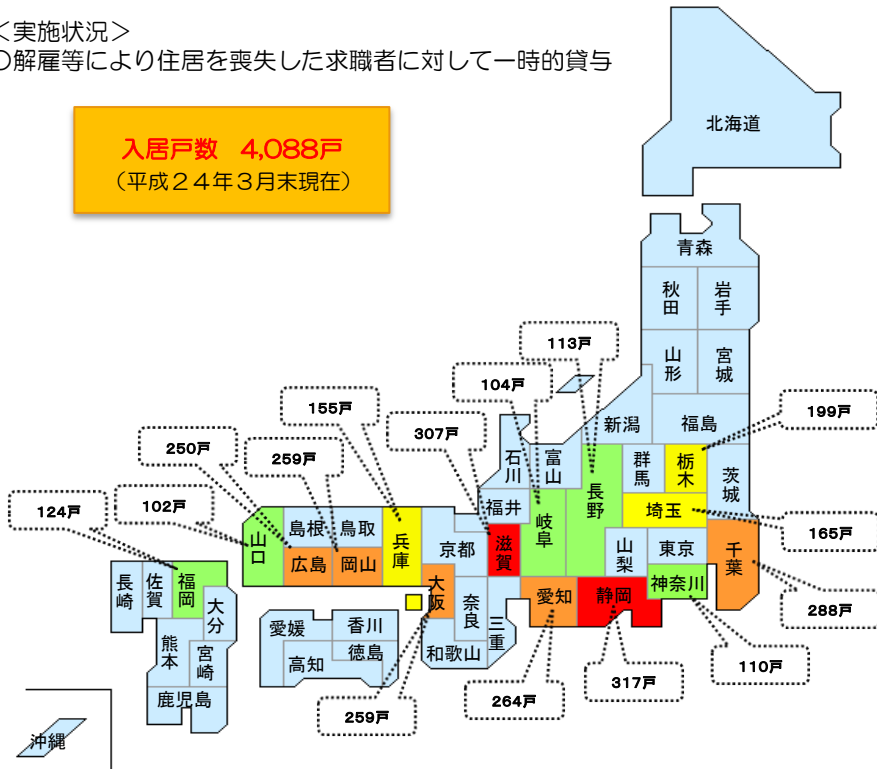 ＜実施状況＞
〇解雇等により住居を喪失した求職者に対して一時的貸与
入居戸数　4,088戸
（平成２４年３月末現在）
北海道
青森
秋田
岩手
山形
宮城
113戸
104戸
155戸
307戸
新潟
福島
199戸
250戸
259戸
石川
富山
群馬
栃木
茨城
124戸
102戸
福井
岐阜
長野
埼玉
165戸
山口
島根
鳥取
兵庫
京都
滋賀
山梨
東京
千葉
広島
岡山
長崎
佐賀
福岡
大分
大阪
奈良
三重
愛知
静岡
神奈川
288戸
愛媛
香川
熊本
宮崎
高知
徳島
和歌山
110戸
317戸
264戸
259戸
鹿児島
沖縄